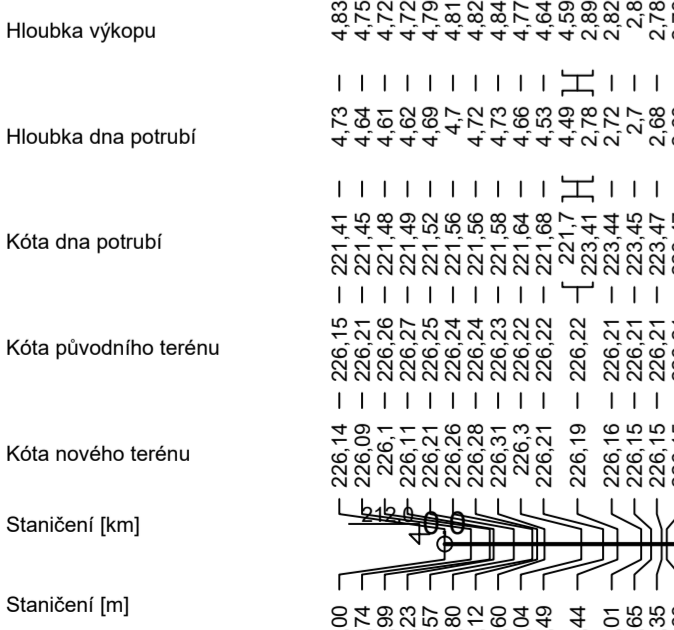 Hloubka výkopu 4,83 4,75 4,72 4,72 4,79 4,81 4,82 4,84 4,77 4,64 4,59 2,89 2,82 2,8 2,78
Hloubka dna potrubí 4,73 4,64 4,61 4,62 4,69 4,7 4,72 4,73 4,66 4,53 4,49 2,78 2,72 2,7 2,68
Kóta dna potrubí 221,41 221,45 221,48 221,49 221,52 221,56 221,56 221,58 221,64 221,68 221,7 223,41 223,44 223,45 223,47
Kóta původního terénu 226,15 226,21 226,26 226,27 226,25 226,24 226,24 226,23 226,22 226,22 226,22 226,21 226,21 226,21
Kóta nového terénu 226,14 226,09 226,1 226,11 226,21 226,26 226,28 226,31 226,3 226,21 226,19 226,16 226,15 226,15
Staničení [km]
Staničení [m] 00 74 99 23 57 80 12 60 04 49 44 01 65 35